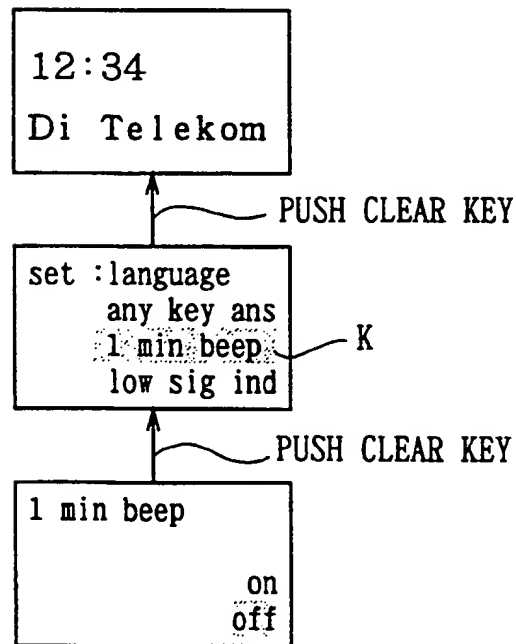 12:34
Di Telekom
PUSH CLEAR KEY
set :language
any key ans
1 min beep
K
low sig ind
PUSH CLEAR KEY
1 min beep
on
off